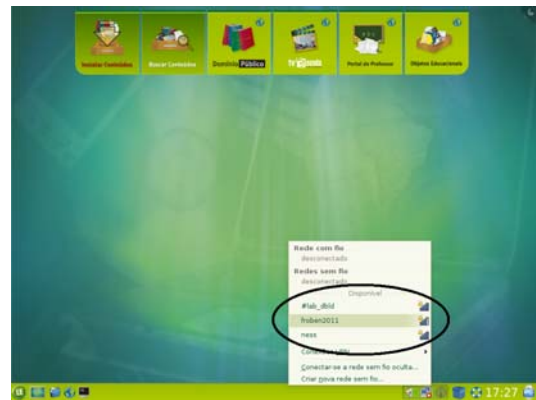 Instalar Conteúdos
Buscar Conteúdos
Domínio Público
TV Escola
Portal do Professor
Objetos Educacionais
Rede com fio
desconectado
Redes sem fio
desconectado
Disponível
#lab_dbld
froben2011
ness
Conectar-se a rede sem fio oculta...
Criar nova rede sem fio...
17:27